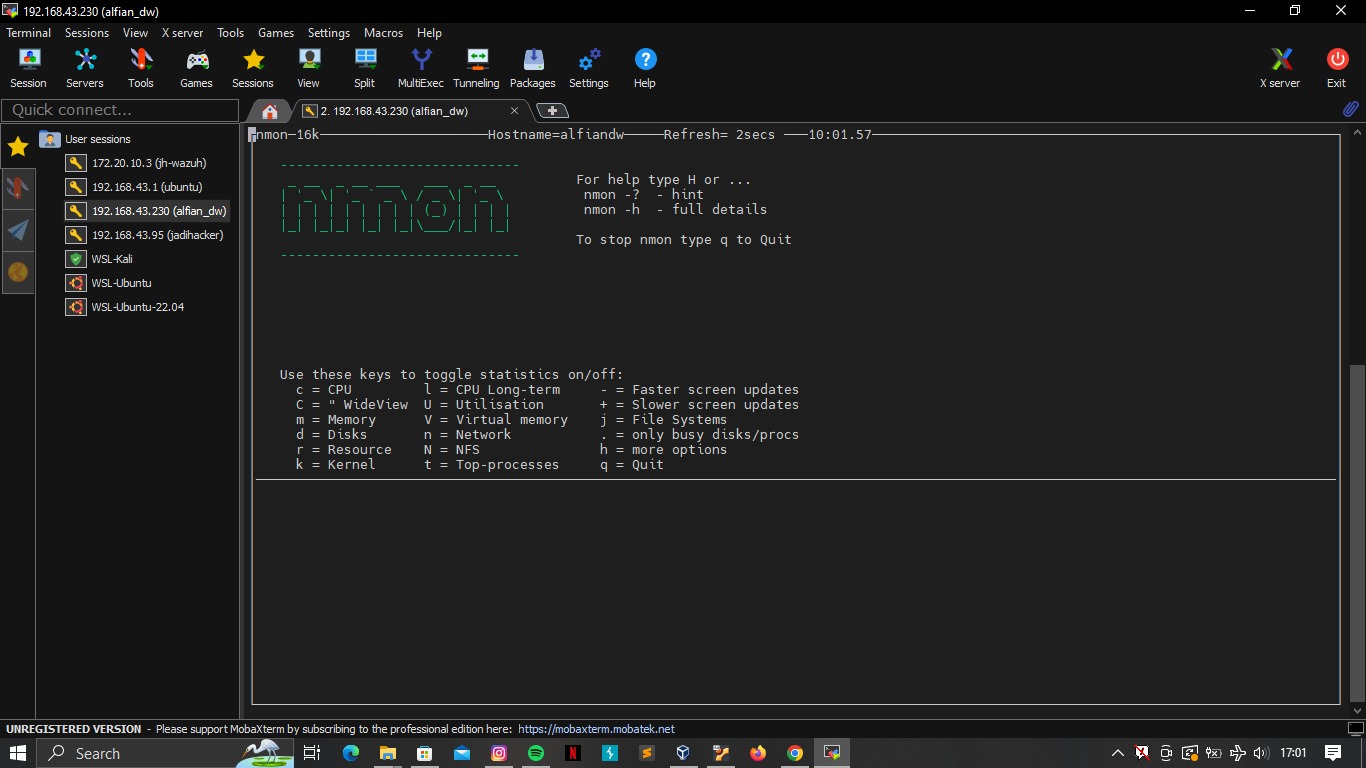 192.168.43.230 (alfian_dw)
Terminal Sessions View X server Tools Games Settings Macros Help
Session Servers Tools Games Sessions View Split MultiExec Tunneling Packages Settings Help X server Exit
Quick connect...
2. 192.168.43.230 (alfian_dw)
User sessions
172.20.10.3 (jh-wazuh)
192.168.43.1 (ubuntu)
192.168.43.230 (alfian_dw)
192.168.43.95 (jadihacker)
WSL-Kali
WSL-Ubuntu
WSL-Ubuntu-22.04
nmon─16k─────Hostname=alfiandw─────Refresh= 2secs ───10:01.57─────
nmon
For help type H or ...
nmon -?  - hint
nmon -h  - full details
To stop nmon type q to Quit
Use these keys to toggle statistics on/off:
c = CPU l = CPU Long-term - = Faster screen updates
C = " WideView U = Utilisation + = Slower screen updates
m = Memory V = Virtual memory j = File Systems
d = Disks n = Network . = only busy disks/procs
r = Resource N = NFS h = more options
k = Kernel t = Top-processes q = Quit
UNREGISTERED VERSION - Please support MobaXterm by subscribing to the professional edition here: https://mobaxterm.mobatek.net
Search
17:01